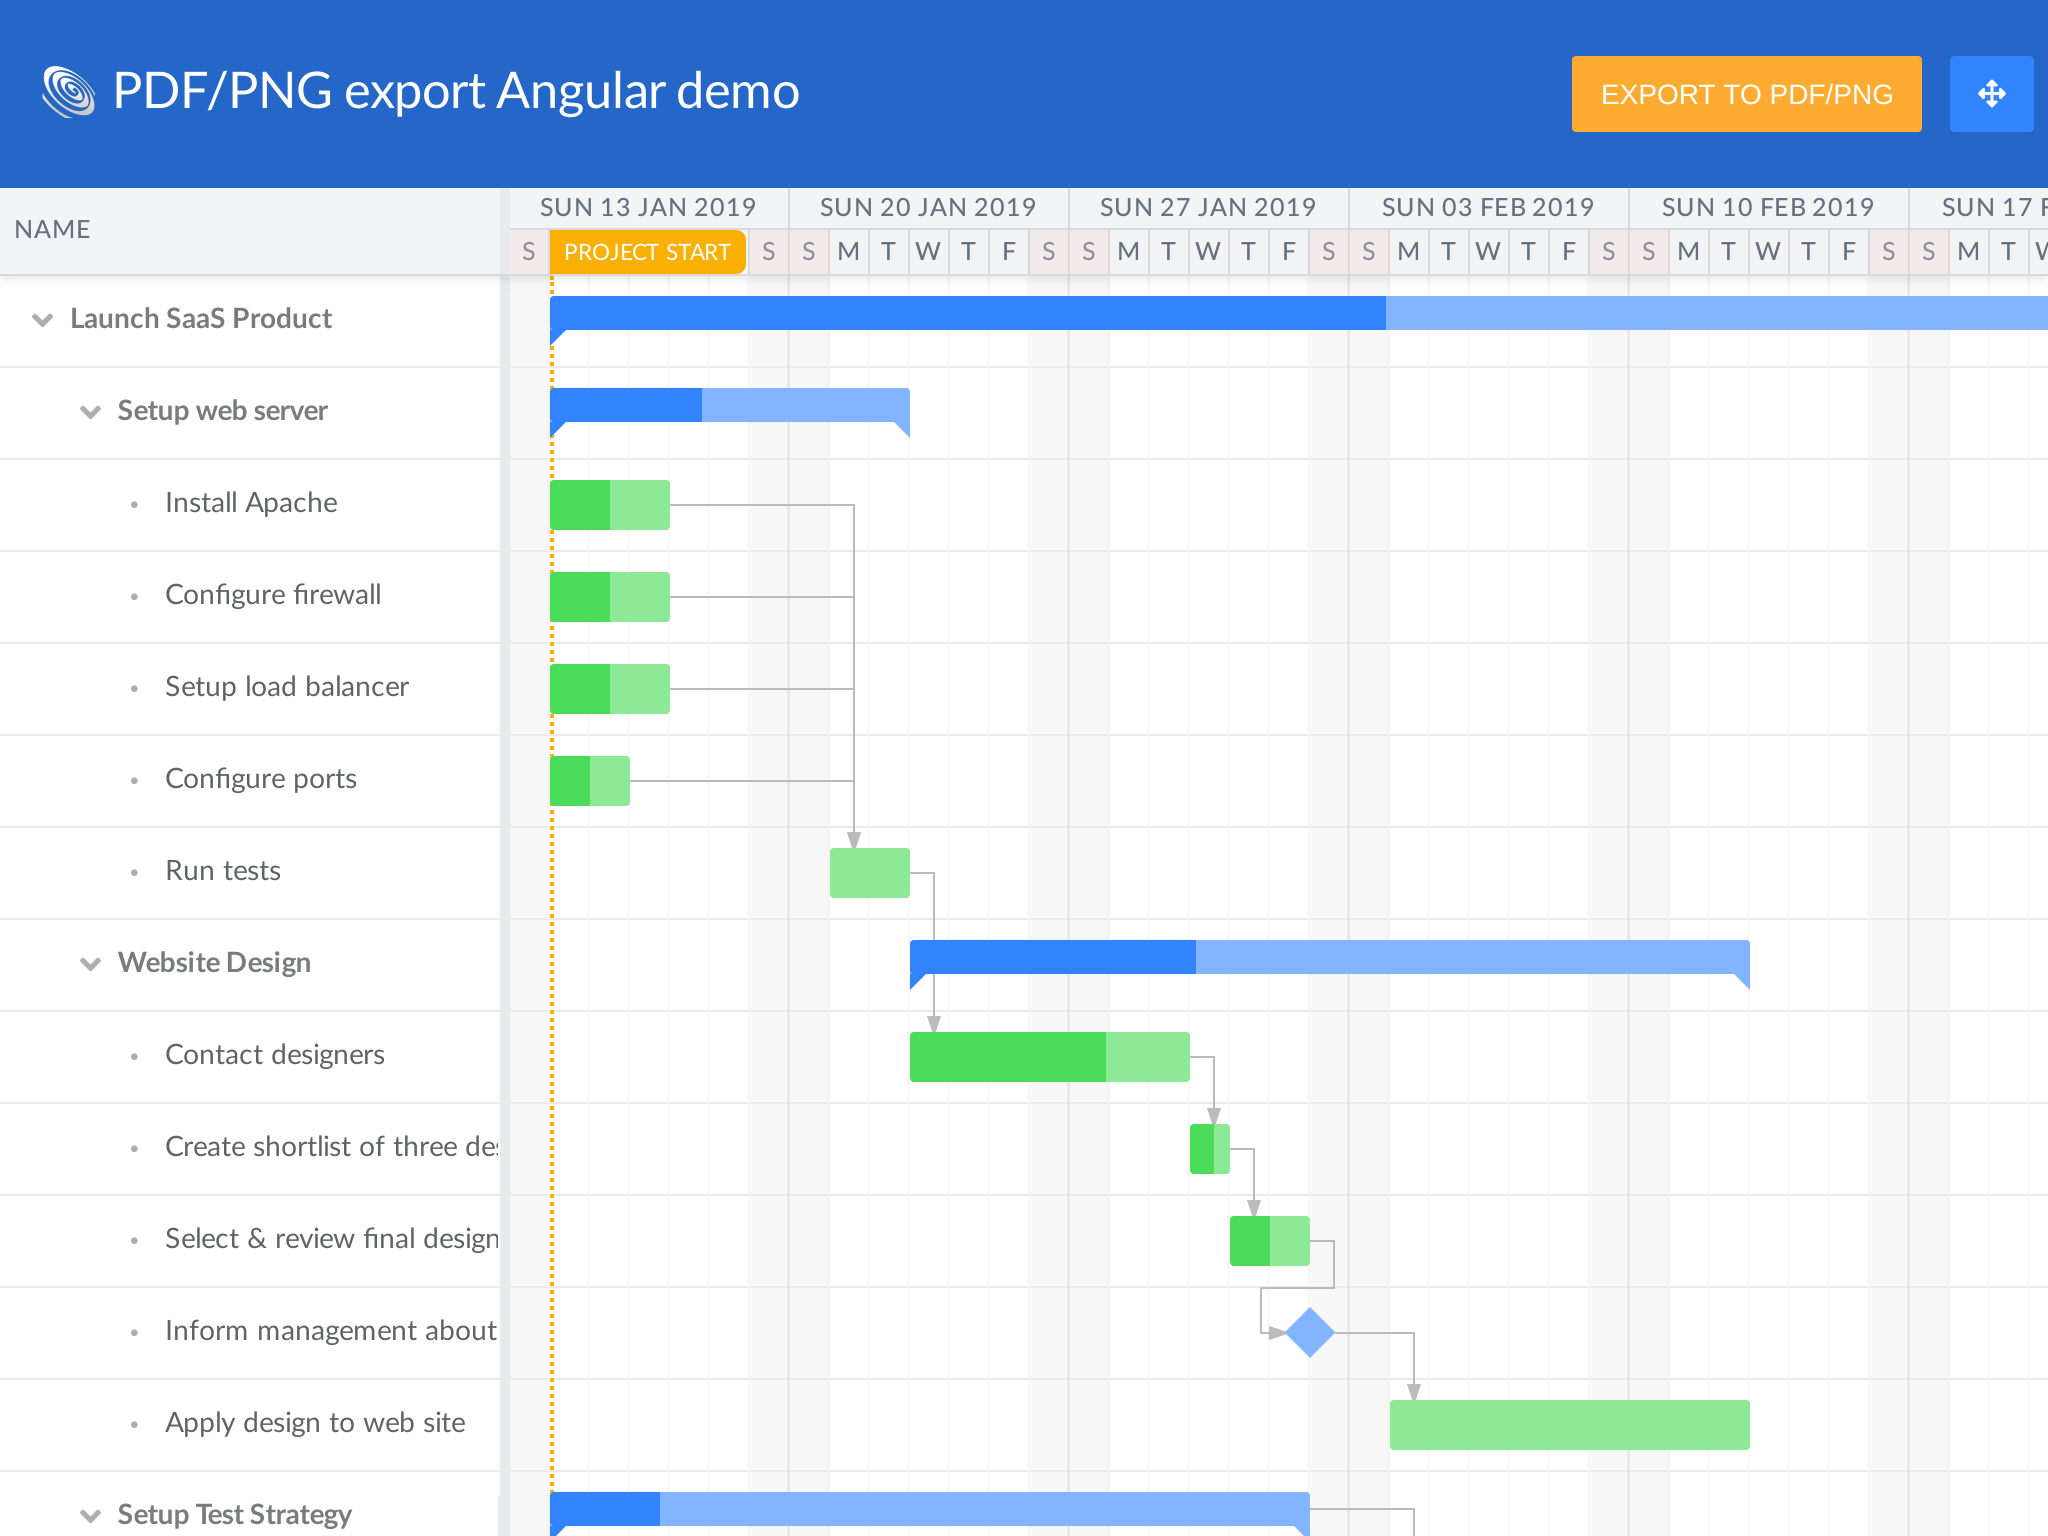 PDF/PNG export Angular demo
EXPORT TO PDF/PNG
NAME
SUN 13 JAN 2019 SUN 20 JAN 2019 SUN 27 JAN 2019 SUN 03 FEB 2019 SUN 10 FEB 2019 SUN 17 F
S PROJECT START S S M T W T F S S M T W T F S S M T W T F S S M T W T F S S M T W
Launch SaaS Product
Setup web server
Install Apache
Configure firewall
Setup load balancer
Configure ports
Run tests
Website Design
Contact designers
Create shortlist of three des
Select & review final design
Inform management about
Apply design to web site
Setup Test Strategy